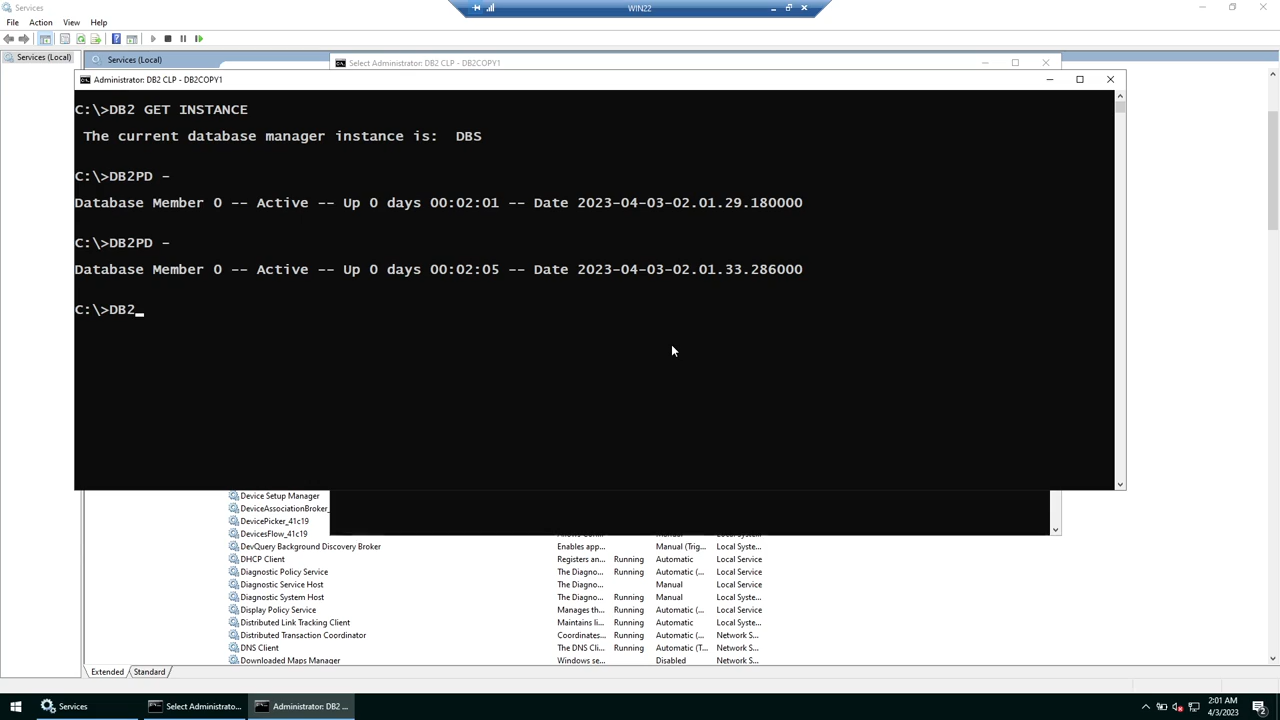 Services
WIN22
File Action View Help
Services (Local)
Services (Local)
Select Administrator: DB2 CLP - DB2COPY1
Administrator: DB2 CLP - DB2COPY1
C:\>DB2 GET INSTANCE
The current database manager instance is:  DBS
C:\>DB2PD -
Database Member 0 -- Active -- Up 0 days 00:02:01 -- Date 2023-04-03-02.01.29.180000
C:\>DB2PD -
Database Member 0 -- Active -- Up 0 days 00:02:05 -- Date 2023-04-03-02.01.33.286000
C:\>DB2_
Device Setup Manager
DeviceAssociationBroker_
DevicePicker_41c19
DevicesFlow_41c19
DevQuery Background Discovery Broker Enables app... Manual (Trig... Local Syste...
DHCP Client Registers an... Running Automatic Local Service
Diagnostic Policy Service The Diagno... Running Automatic (... Local Service
Diagnostic Service Host The Diagno... Manual Local Service
Diagnostic System Host The Diagno... Running Manual Local Syste...
Display Policy Service Manages th... Running Automatic (... Local Service
Distributed Link Tracking Client Maintains li... Running Automatic Local Syste...
Distributed Transaction Coordinator Coordinates... Running Automatic (... Network S...
DNS Client The DNS Cli... Running Automatic (T... Network S...
Downloaded Maps Manager Windows se... Disabled Network S...
Extended Standard
Services
Select Administrato...
Administrator: DB2 ...
2:01 AM
4/3/2023
2